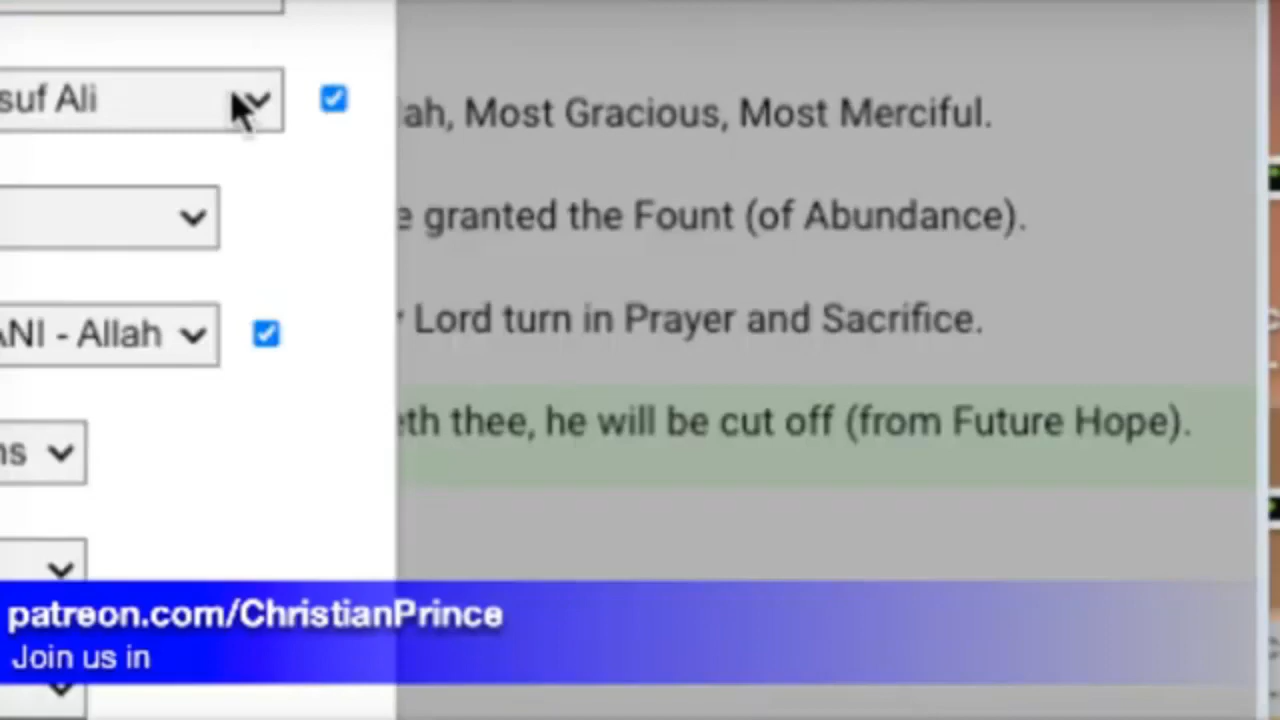 suf Ali
ah, Most Gracious, Most Merciful.
granted the Fount (of Abundance).
Lord turn in Prayer and Sacrifice.
ANI - Allah
eth thee, he will be cut off (from Future Hope).
ns
patreon.com/ChristianPrince
Join us in